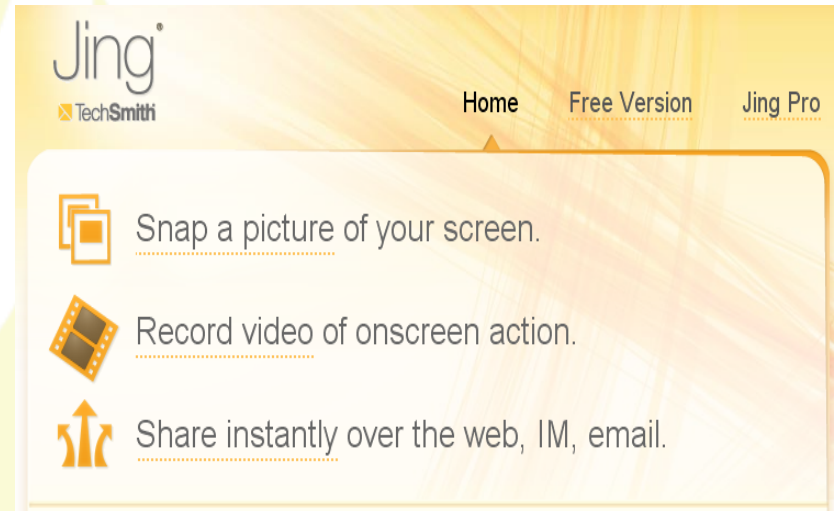 Jing®
TechSmith
Home Free Version Jing Pro
Snap a picture of your screen.
Record video of onscreen action.
Share instantly over the web, IM, email.